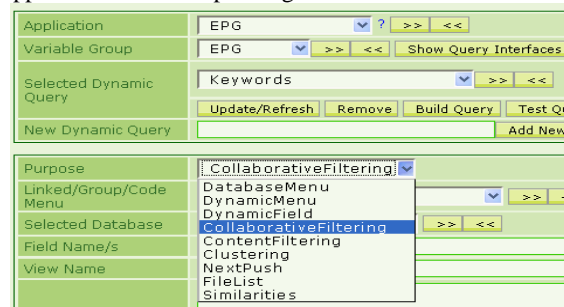 Application EPG ? >> <<
Variable Group EPG >> << Show Query Interfaces
Selected Dynamic Query Keywords >> <<
Update/Refresh Remove Build Query Test
New Dynamic Query Add New
Purpose CollaborativeFiltering
Linked/Group/Code Menu >>
Selected Database >> <<
Field Name/s
View Name
DatabaseMenu
DynamicMenu
DynamicField
CollaborativeFiltering
ContentFiltering
Clustering
NextPush
FileList
Similarities